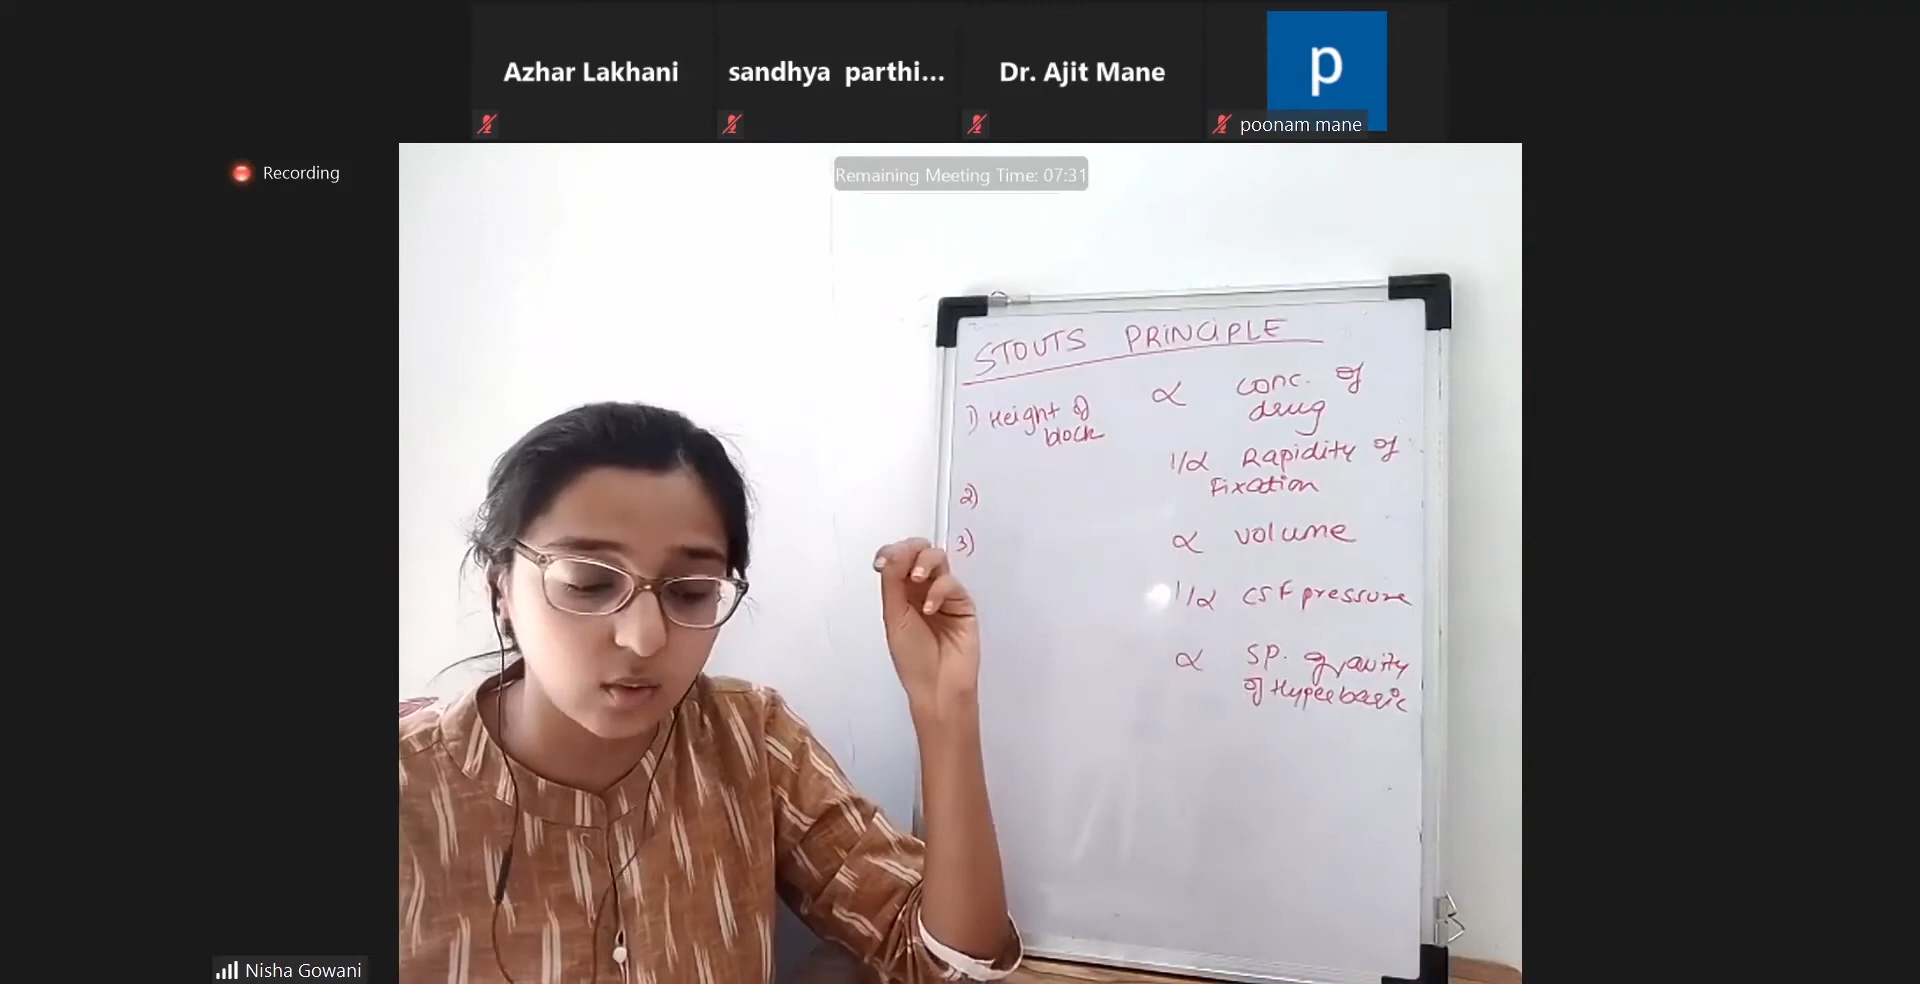 Azhar Lakhani
sandhya parthi...
Dr. Ajit Mane
p
poonam mane
Recording
Remaining Meeting Time: 07:31
STOUTS PRINCIPLE
1) Height of block ∝ conc. of drug
1/∝ Rapidity of
Fixation
2)
3) ∝ volume
1/∝ CSF pressure
∝ SP. gravity
of Hyperbaric
Nisha Gowani